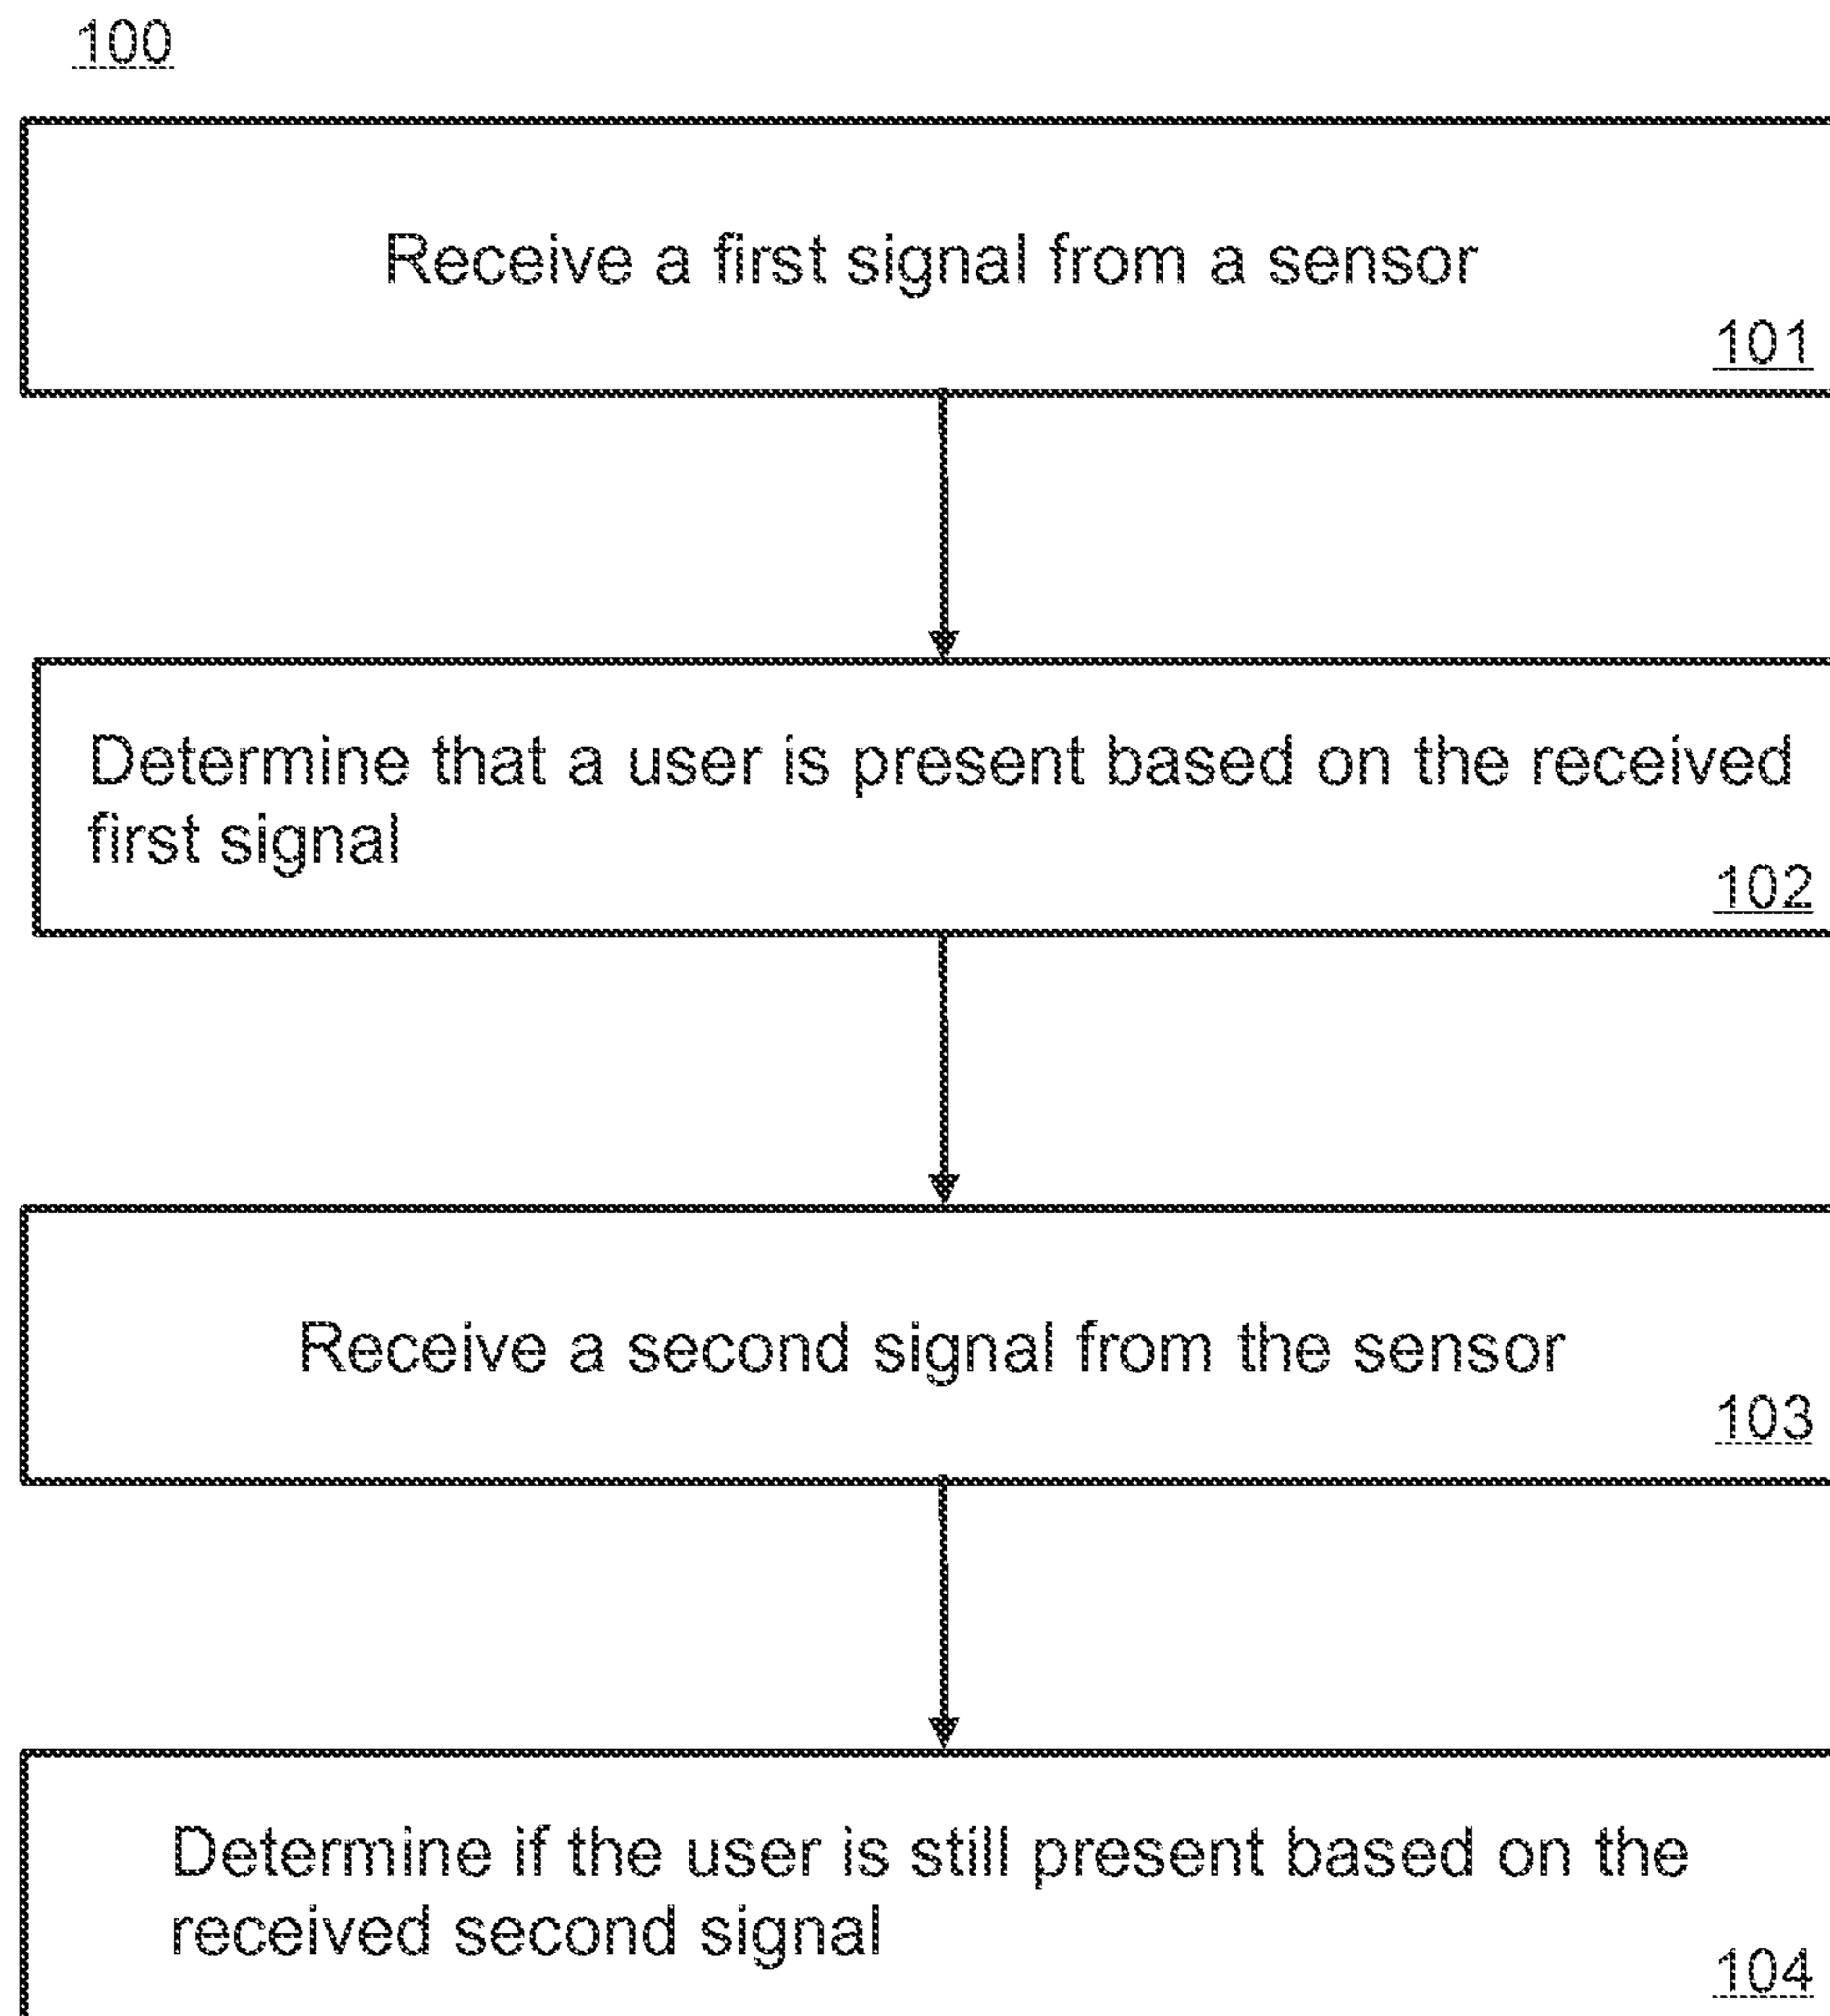 100
Receive a first signal from a sensor
101
Determine that a user is present based on the received
first signal
102
Receive a second signal from the sensor
103
Determine if the user is still present based on the
received second signal
104